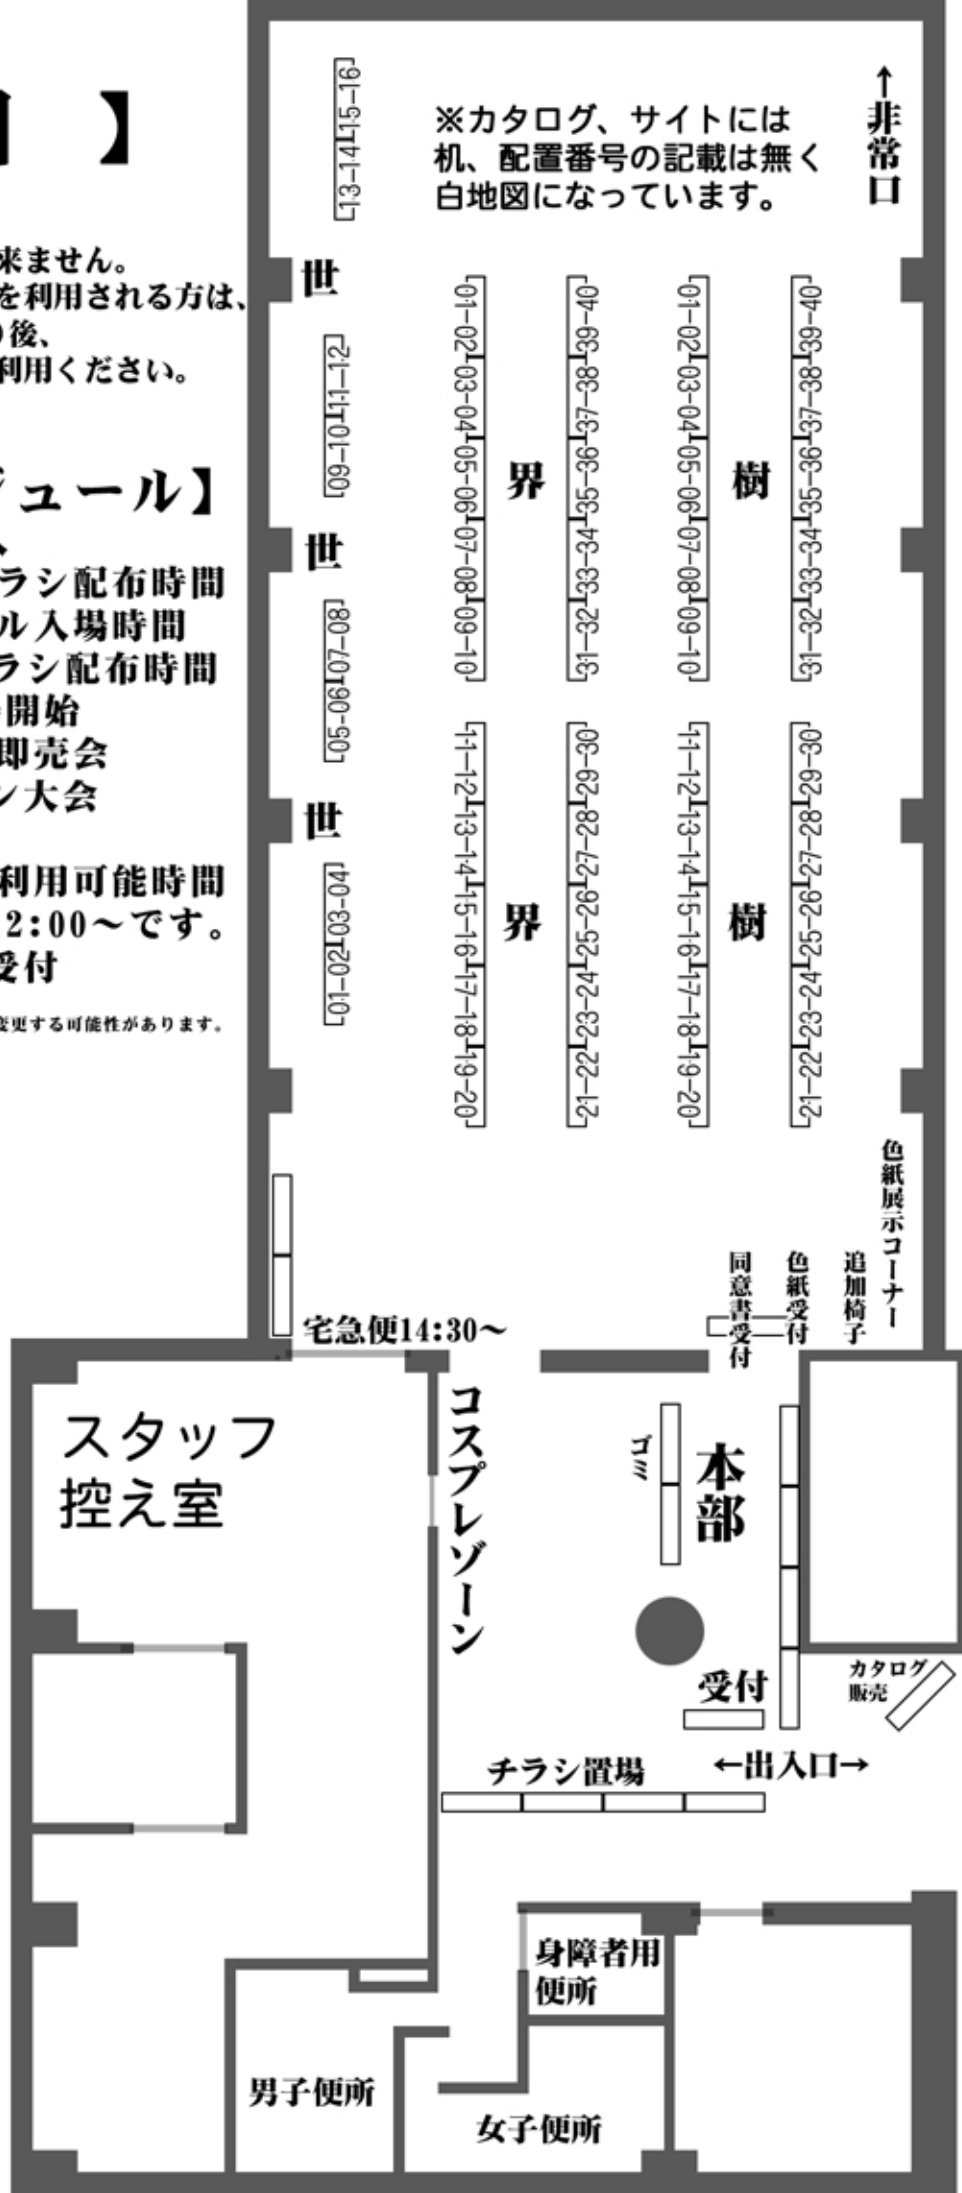 】
来ません。
を利用される方は、
後、
利用ください。
ジュール】
ラシ配布時間
ル入場時間
ラシ配布時間
開始
即売会
ン大会
利用可能時間
2:00～です。
受付
変更する可能性があります。
※カタログ、サイトには
机、配置番号の記載は無く
白地図になっています。
↑非常口
13-14 15-16
世
09-10 11-12
世
05-06 07-08
世
01-02 03-04
01-02 03-04 05-06 07-08 09-10
界
31-32 33-34 35-36 37-38 39-40
01-02 03-04 05-06 07-08 09-10
樹
31-32 33-34 35-36 37-38 39-40
11-12 13-14 15-16 17-18 19-20
界
21-22 23-24 25-26 27-28 29-30
11-12 13-14 15-16 17-18 19-20
樹
21-22 23-24 25-26 27-28 29-30
色紙展示コーナー
追加椅子
色紙受付
同意書受付
宅急便14:30～
スタッフ
控え室
コスプレゾーン
ゴミ
本部
受付
カタログ
販売
チラシ置場
←出入口→
身障者用
便所
男子便所
女子便所